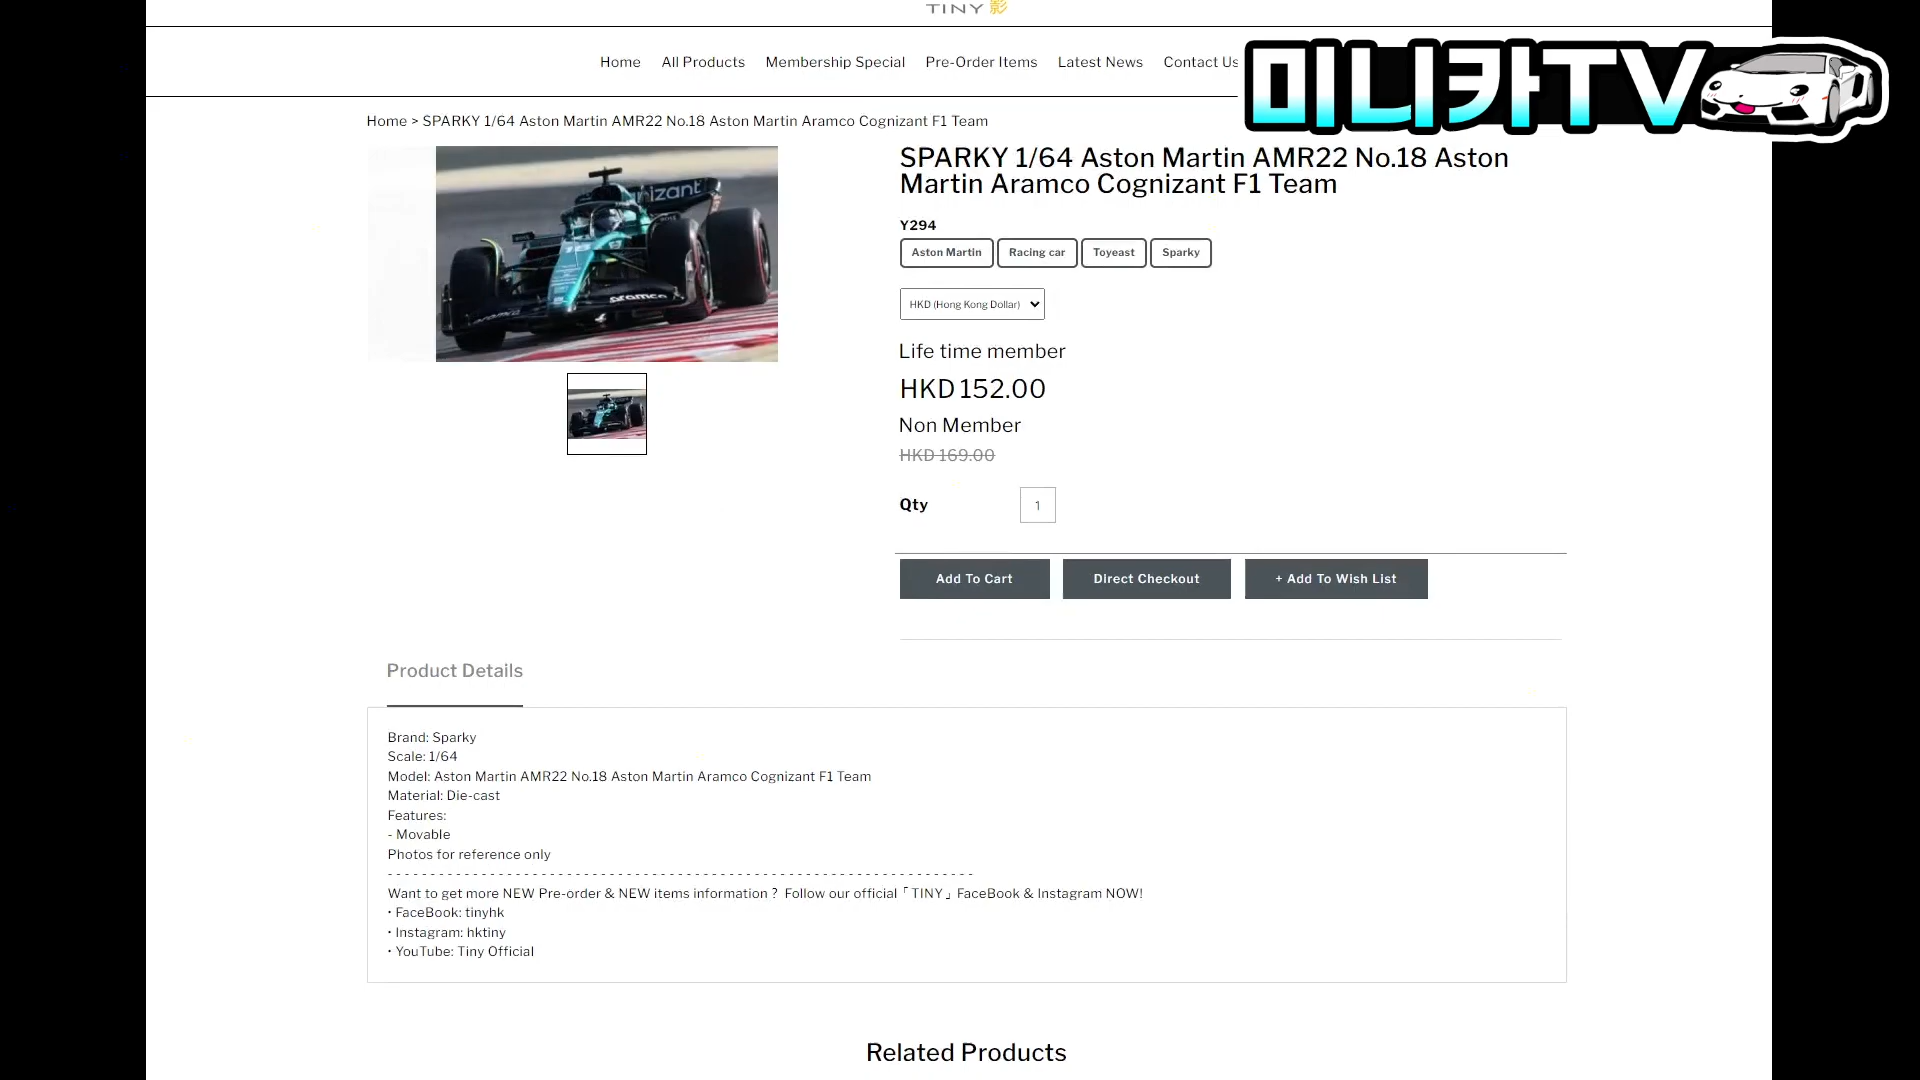 TINY 影
Home All Products Membership Special Pre-Order Items Latest News Contact Us
미니카TV
Home > SPARKY 1/64 Aston Martin AMR22 No.18 Aston Martin Aramco Cognizant F1 Team
SPARKY 1/64 Aston Martin AMR22 No.18 Aston
Martin Aramco Cognizant F1 Team
Y294
Aston Martin Racing car Toyeast Sparky
HKD (Hong Kong Dollar)
Life time member
HKD 152.00
Non Member
HKD 169.00
Qty 1
Add To Cart Direct Checkout + Add To Wish List
aramco
Product Details
Brand: Sparky
Scale: 1/64
Model: Aston Martin AMR22 No.18 Aston Martin Aramco Cognizant F1 Team
Material: Die-cast
Features:
- Movable
Photos for reference only
- - - - - - - - - - - - - - - - - - - - - - - - - - - - - - - - - - - - - - - - - - - - - - - - - - - - - - - - - - - - - - - - - - - - - -
Want to get more NEW Pre-order & NEW items information ? Follow our official「TINY」FaceBook & Instagram NOW!
• FaceBook: tinyhk
• Instagram: hktiny
• YouTube: Tiny Official
Related Products